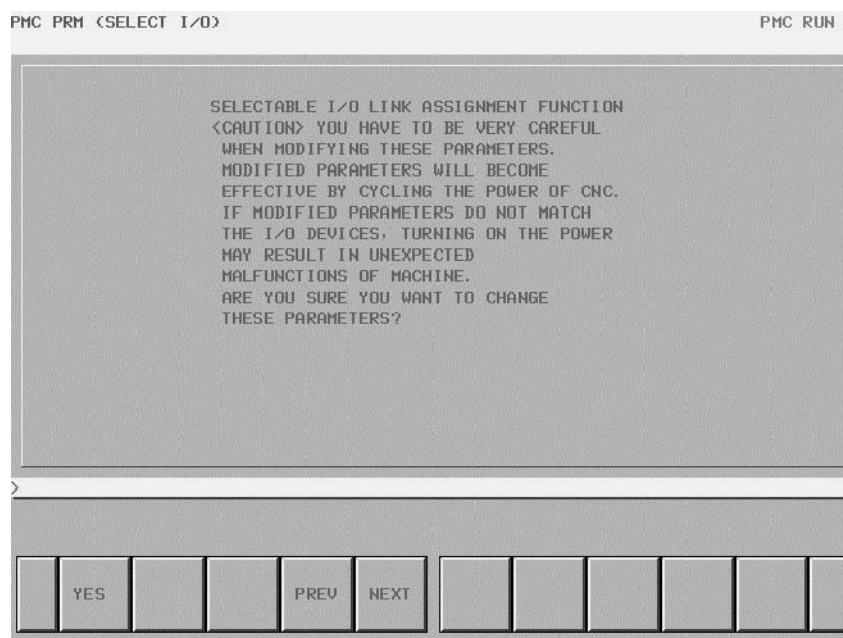 PMC PRM (SELECT I/O) PMC RUN
SELECTABLE I/O LINK ASSIGNMENT FUNCTION
<CAUTION> YOU HAVE TO BE VERY CAREFUL
WHEN MODIFYING THESE PARAMETERS.
MODIFIED PARAMETERS WILL BECOME
EFFECTIVE BY CYCLING THE POWER OF CNC.
IF MODIFIED PARAMETERS DO NOT MATCH
THE I/O DEVICES, TURNING ON THE POWER
MAY RESULT IN UNEXPECTED
MALFUNCTIONS OF MACHINE.
ARE YOU SURE YOU WANT TO CHANGE
THESE PARAMETERS?
>
YES PREV NEXT